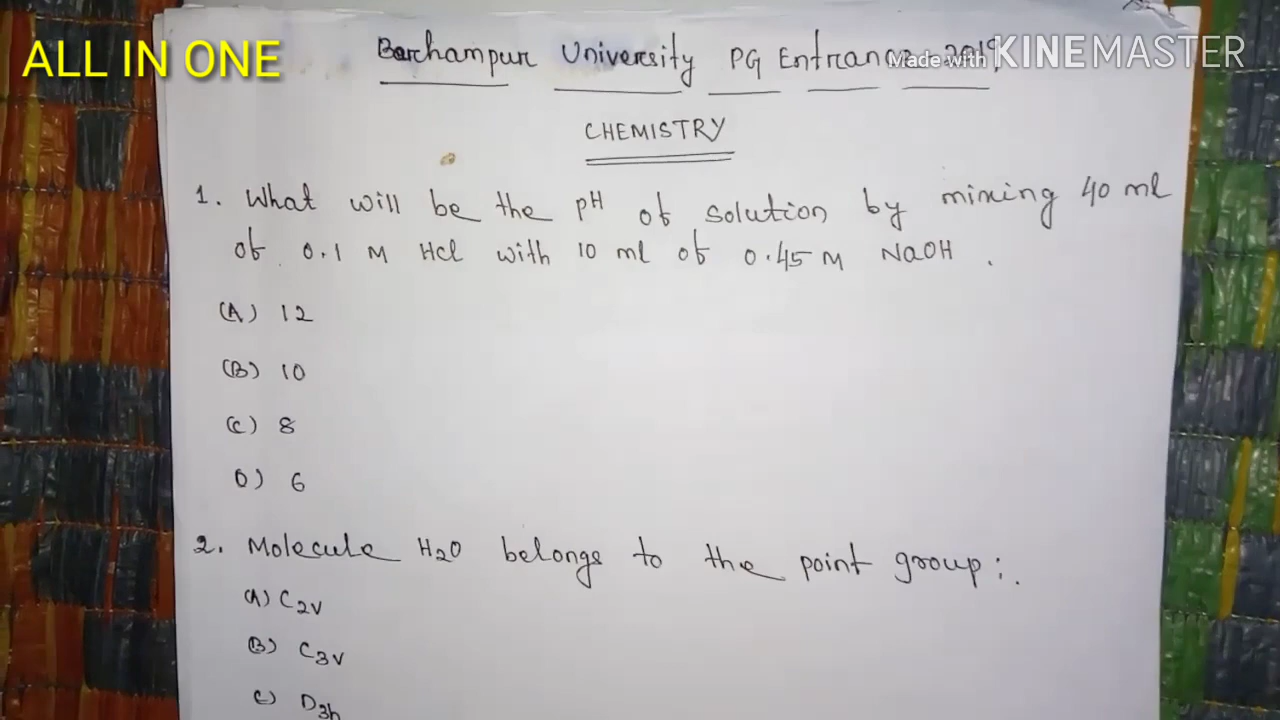 ALL IN ONE
Berhampur University PG Entrance 2019
Made with KINEMASTER
CHEMISTRY
1. What will be the pH of solution by mixing 40 ml
of 0.1 M HCl with 10 ml of 0.45 M NaOH.
(A) 12
(B) 10
(C) 8
D) 6
2. Molecule H2O belongs to the point group:.
(A) C2V
(B) C3V
C) D3h